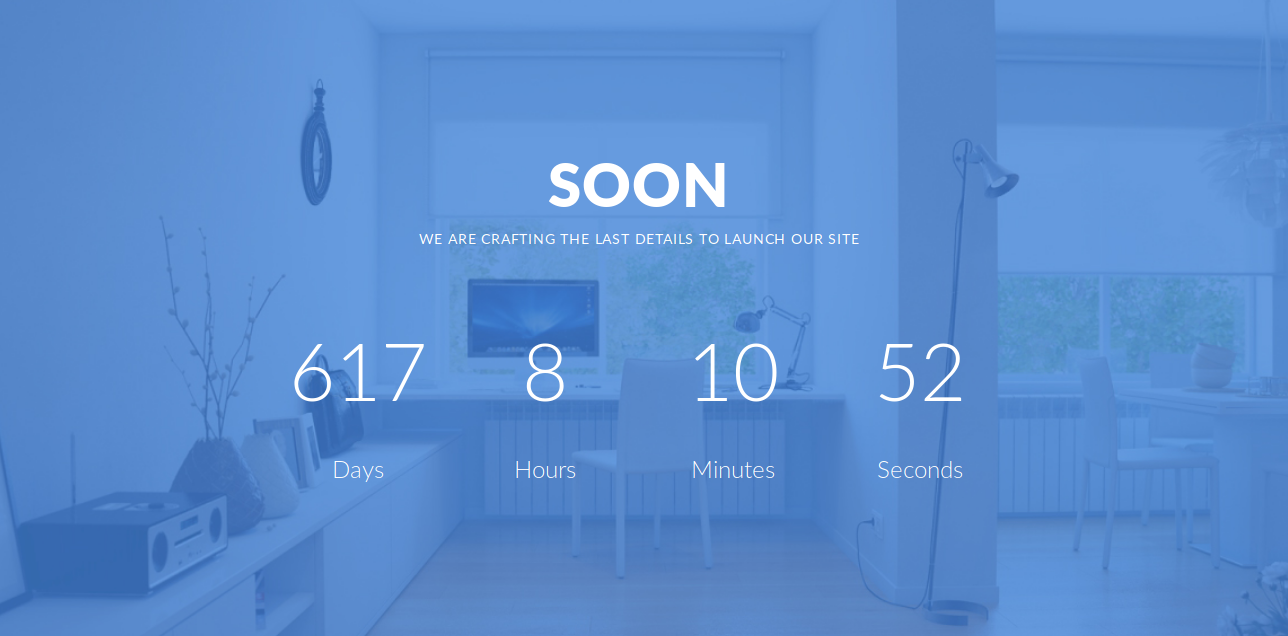 SOON
WE ARE CRAFTING THE LAST DETAILS TO LAUNCH OUR SITE
617 8 10 52
Days Hours Minutes Seconds